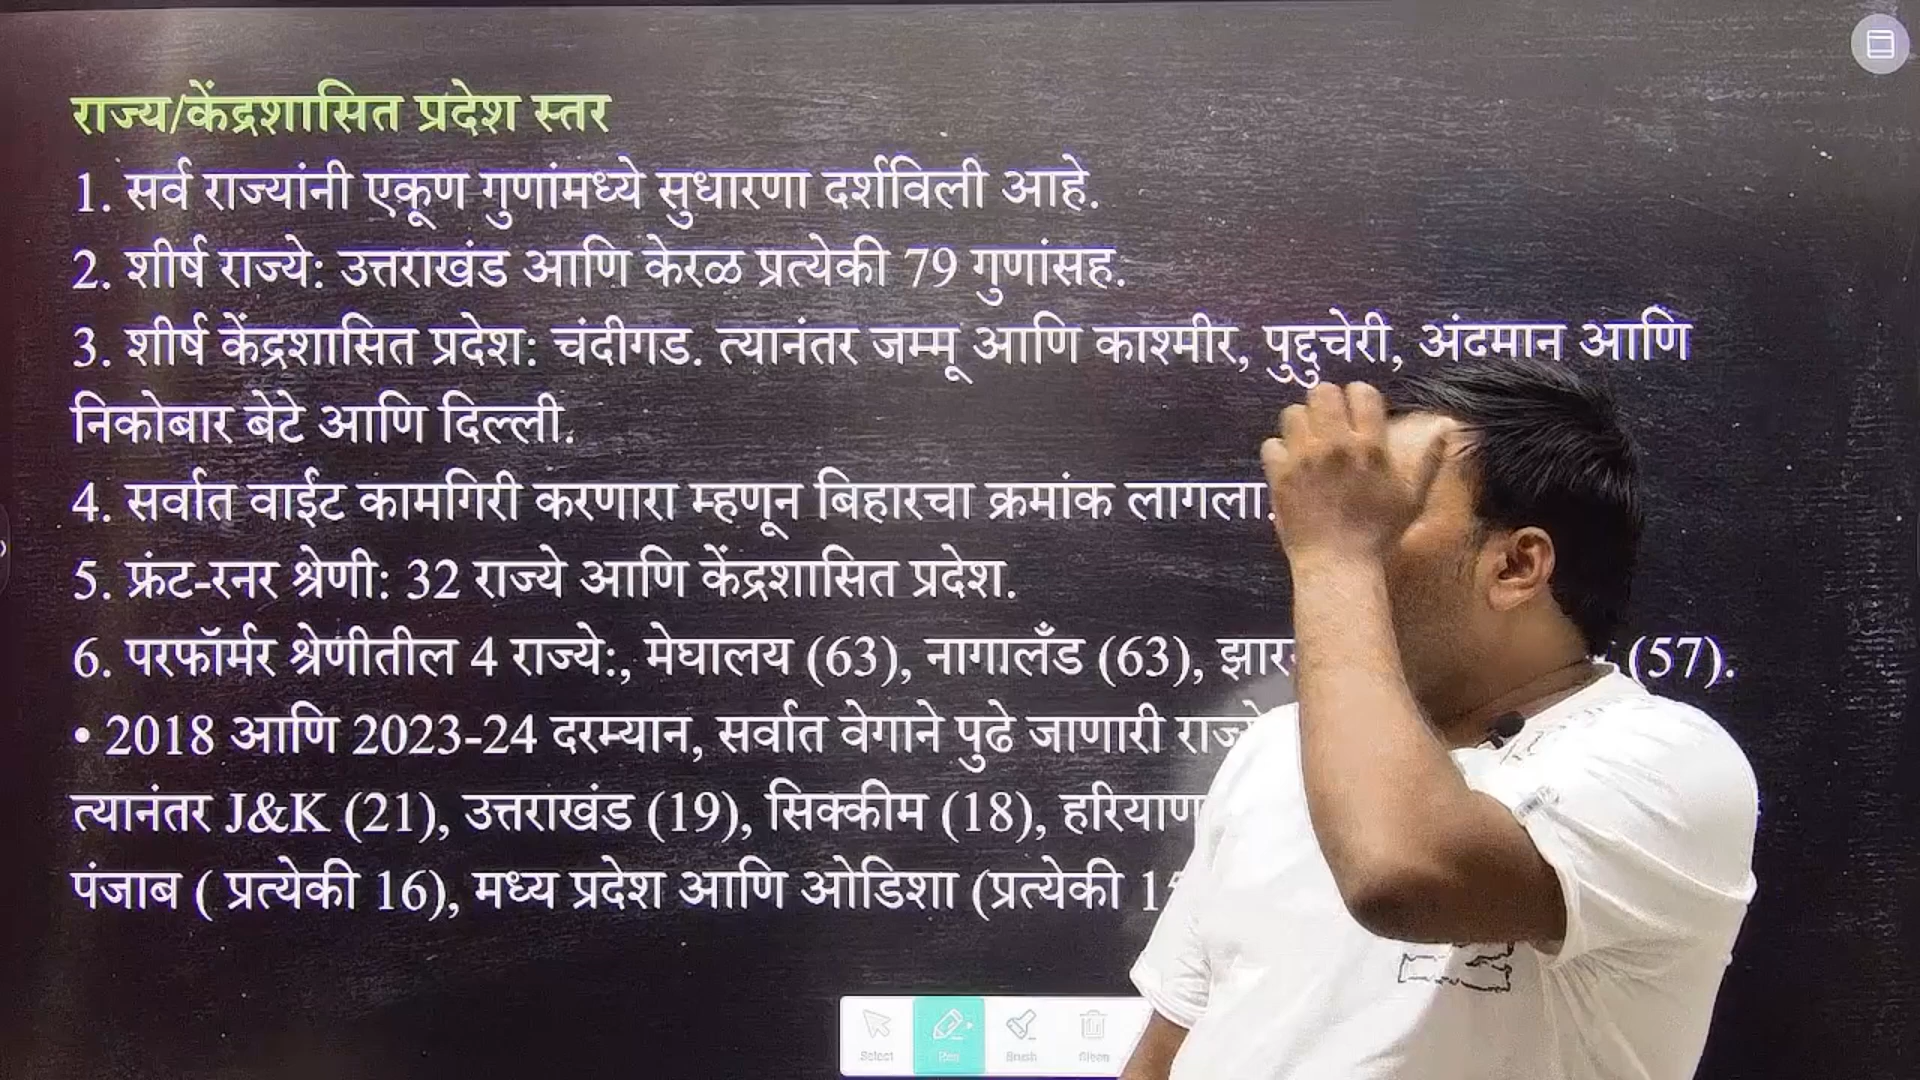 राज्य/केंद्रशासित प्रदेश स्तर
1. सर्व राज्यांनी एकूण गुणांमध्ये सुधारणा दर्शविली आहे.
2. शीर्ष राज्ये: उत्तराखंड आणि केरळ प्रत्येकी 79 गुणांसह.
3. शीर्ष केंद्रशासित प्रदेश: चंदीगड. त्यानंतर जम्मू आणि काश्मीर, पुद्दुचेरी, अंदमान आणि
निकोबार बेटे आणि दिल्ली.
4. सर्वात वाईट कामगिरी करणारा म्हणून बिहारचा क्रमांक लागला.
5. फ्रंट-रनर श्रेणी: 32 राज्ये आणि केंद्रशासित प्रदेश.
6. परफॉर्मर श्रेणीतील 4 राज्ये:, मेघालय (63), नागालँड (63), (57).
• 2018 आणि 2023-24 दरम्यान, सर्वात वेगाने पुढे जाणारी
त्यानंतर J&K (21), उत्तराखंड (19), सिक्कीम (18),
पंजाब ( प्रत्येकी 16), मध्य प्रदेश आणि ओडिशा (प्रत्येकी
Select Pen Brush Clean